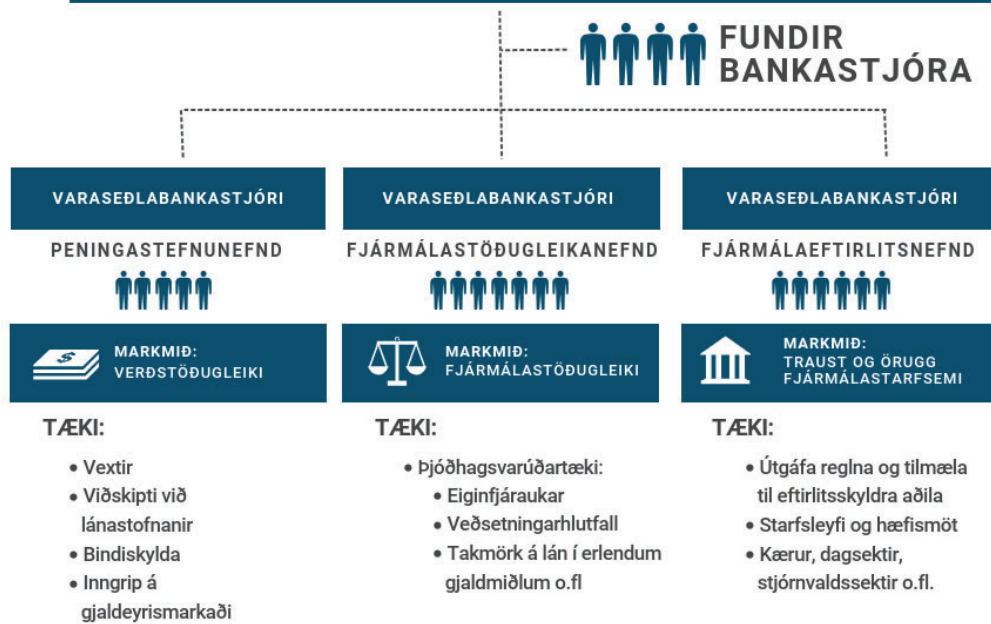 FUNDIR
BANKASTJÓRA
VARASEÐLABANKASTJÓRI
PENINGASTEFNUNEFND
MARKMIÐ:
VERÐSTÖÐUGLEIKI
TÆKI:
• Vextir
• Viðskipti við
lánastofnanir
• Bindiskylda
• Inngrip á
gjaldeyrismarkaði
VARASEÐLABANKASTJÓRI
FJÁRMÁLASTÖÐUGLEIKANEFND
MARKMIÐ:
FJÁRMÁLASTÖÐUGLEIKI
TÆKI:
• Þjóðhagsvarúðartæki:
• Eiginfjáraukar
• Veðsetningarhlutfall
• Takmörk á lán í erlendum
gjaldmiðlum o.fl
VARASEÐLABANKASTJÓRI
FJÁRMÁLAEFTIRLITSNEFND
MARKMIÐ:
TRAUST OG ÖRUGG
FJÁRMÁLASTARFSEMI
TÆKI:
• Útgáfa reglna og tilmæla
til eftirlitsskyldra aðila
• Starfsleyfi og hæfismöt
• Kærur, dagsektir,
stjórnvaldssektir o.fl.